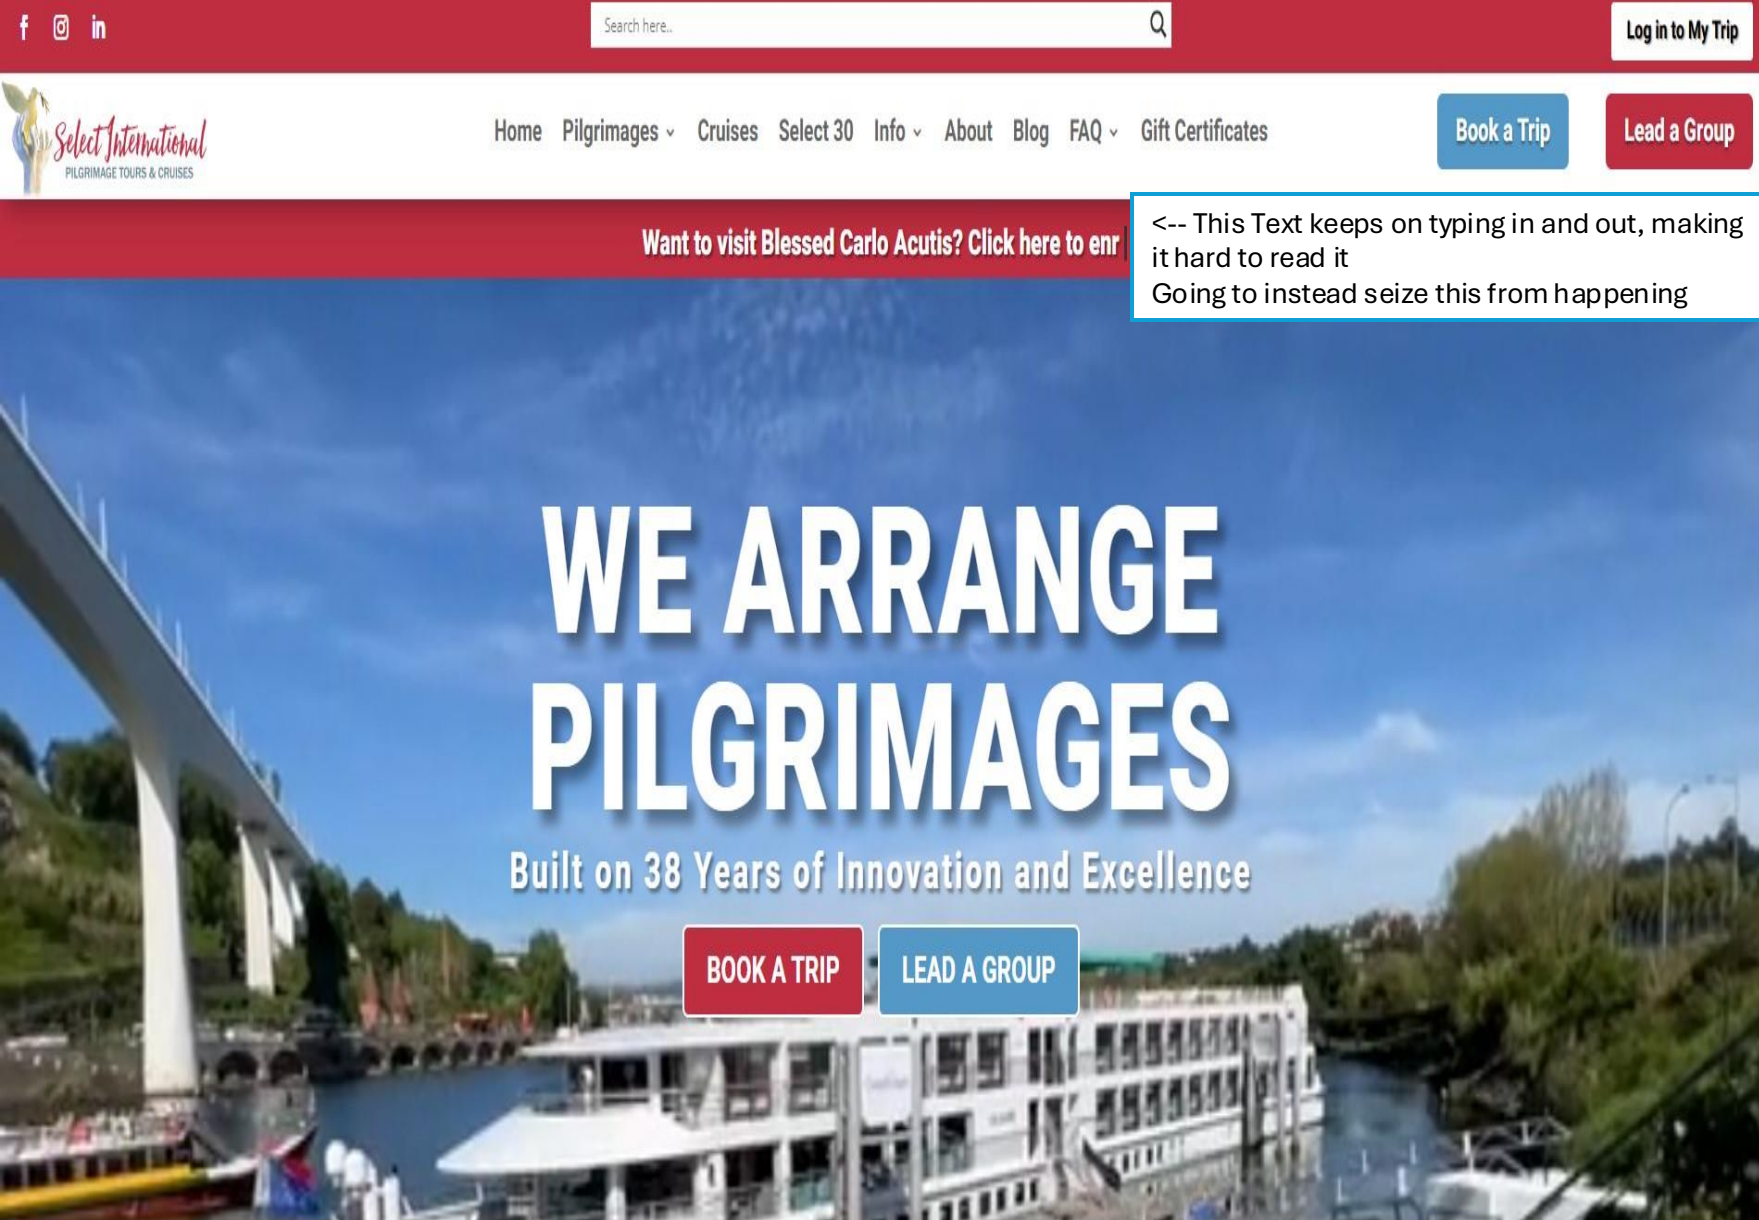 f in
Search here..
Log in to My Trip
Select International
PILGRIMAGE TOURS & CRUISES
Home Pilgrimages Cruises Select 30 Info About Blog FAQ Gift Certificates
Book a Trip
Lead a Group
Want to visit Blessed Carlo Acutis? Click here to enr
<-- This Text keeps on typing in and out, making
it hard to read it
Going to instead seize this from happening
WE ARRANGE
PILGRIMAGES
Built on 38 Years of Innovation and Excellence
BOOK A TRIP
LEAD A GROUP